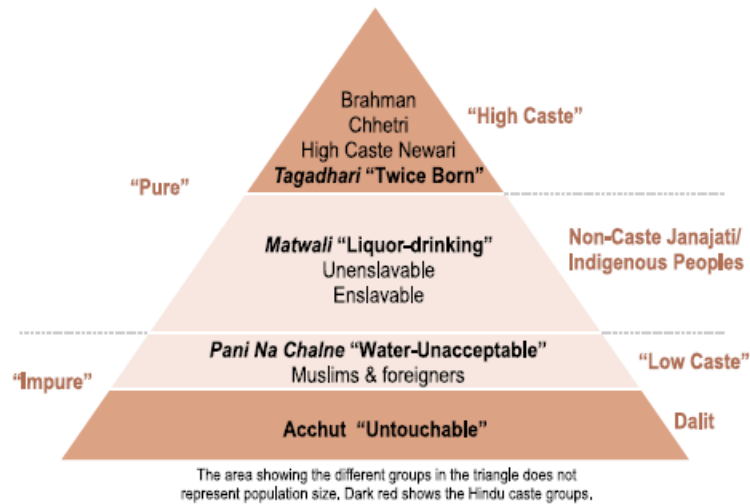 Brahman
Chhetri
High Caste Newari
Tagadhari “Twice Born”
“High Caste”
“Pure”
Matwali “Liquor-drinking”
Unenslavable
Enslavable
Non-Caste Janajati/
Indigenous Peoples
Pani Na Chalne “Water-Unacceptable”
Muslims & foreigners
“Low Caste”
“Impure”
Acchut “Untouchable”
Dalit
The area showing the different groups in the triangle does not
represent population size, Dark red shows the Hindu caste groups,